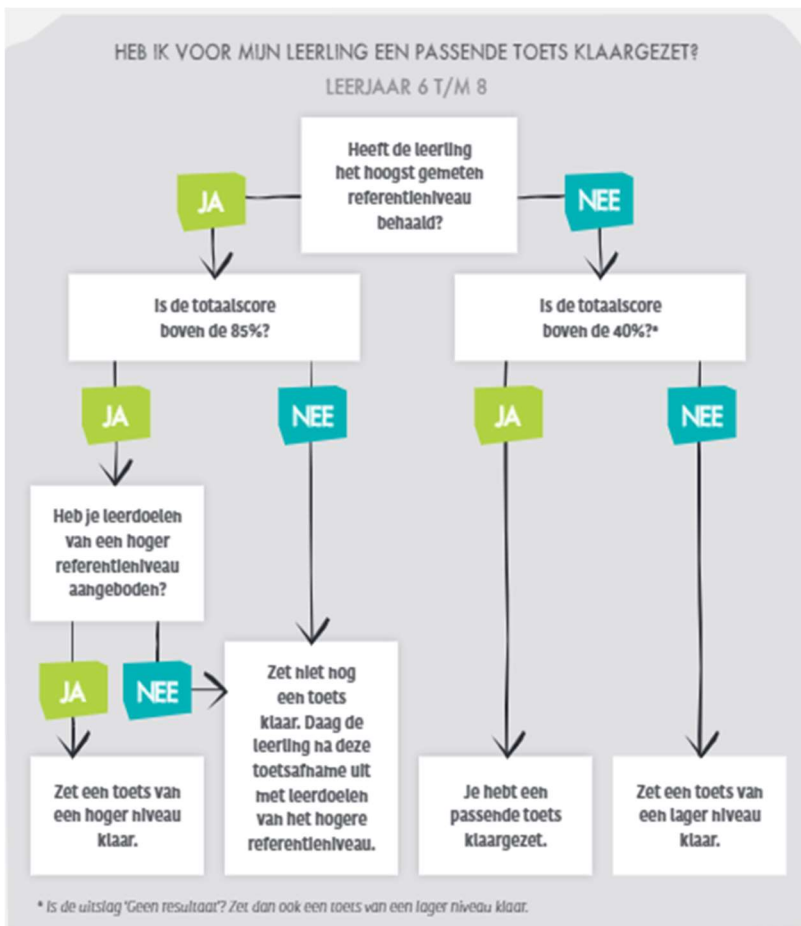 HEB IK VOOR MIJN LEERLING EEN PASSENDE TOETS KLAARGEZET?
LEERJAAR 6 T/M 8
Heeft de leerling
het hoogst gemeten
referentieniveau
behaald?
JA
NEE
Is de totaalscore
boven de 85%?
Is de totaalscore
boven de 40%?*
JA
NEE
JA
NEE
Heb je leerdoelen
van een hoger
referentieniveau
aangeboden?
JA
NEE
Zet niet nog
een toets
klaar. Daag de
leerling na deze
toetsafname uit
met leerdoelen
van het hogere
referentieniveau.
Zet een toets van
een hoger niveau
klaar.
Je hebt een
passende toets
klaargezet.
Zet een toets van
een lager niveau
klaar.
* Is de uitslag 'Geen resultaat'? Zet dan ook een toets van een lager niveau klaar.